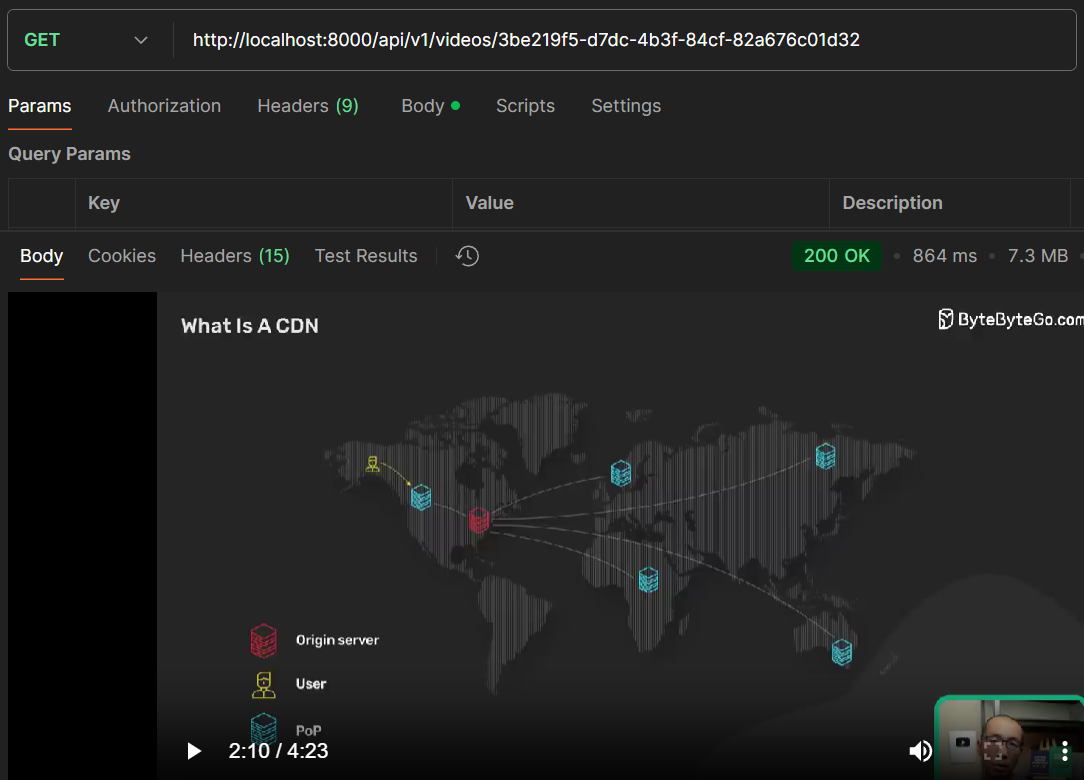 GET http://localhost:8000/api/v1/videos/3be219f5-d7dc-4b3f-84cf-82a676c01d32
Params Authorization Headers (9) Body Scripts Settings
Query Params
Key Value Description
Body Cookies Headers (15) Test Results 200 OK • 864 ms • 7.3 MB
What Is A CDN
ByteByteGo.com
Origin server
User
PoP
2:10 / 4:23